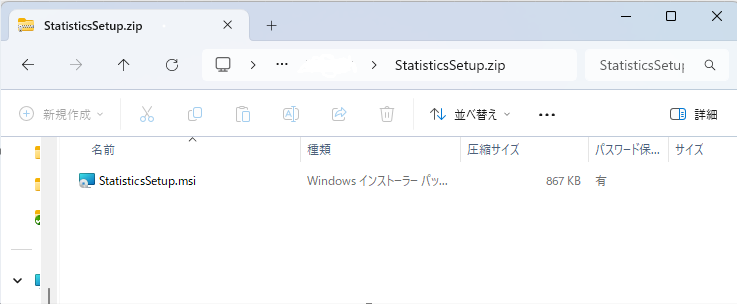 StatisticsSetup.zip
StatisticsSetup.zip StatisticsSetup
新規作成 並べ替え 詳細
名前 種類 圧縮サイズ パスワード保... サイズ
StatisticsSetup.msi Windows インストーラー パッ... 867 KB 有